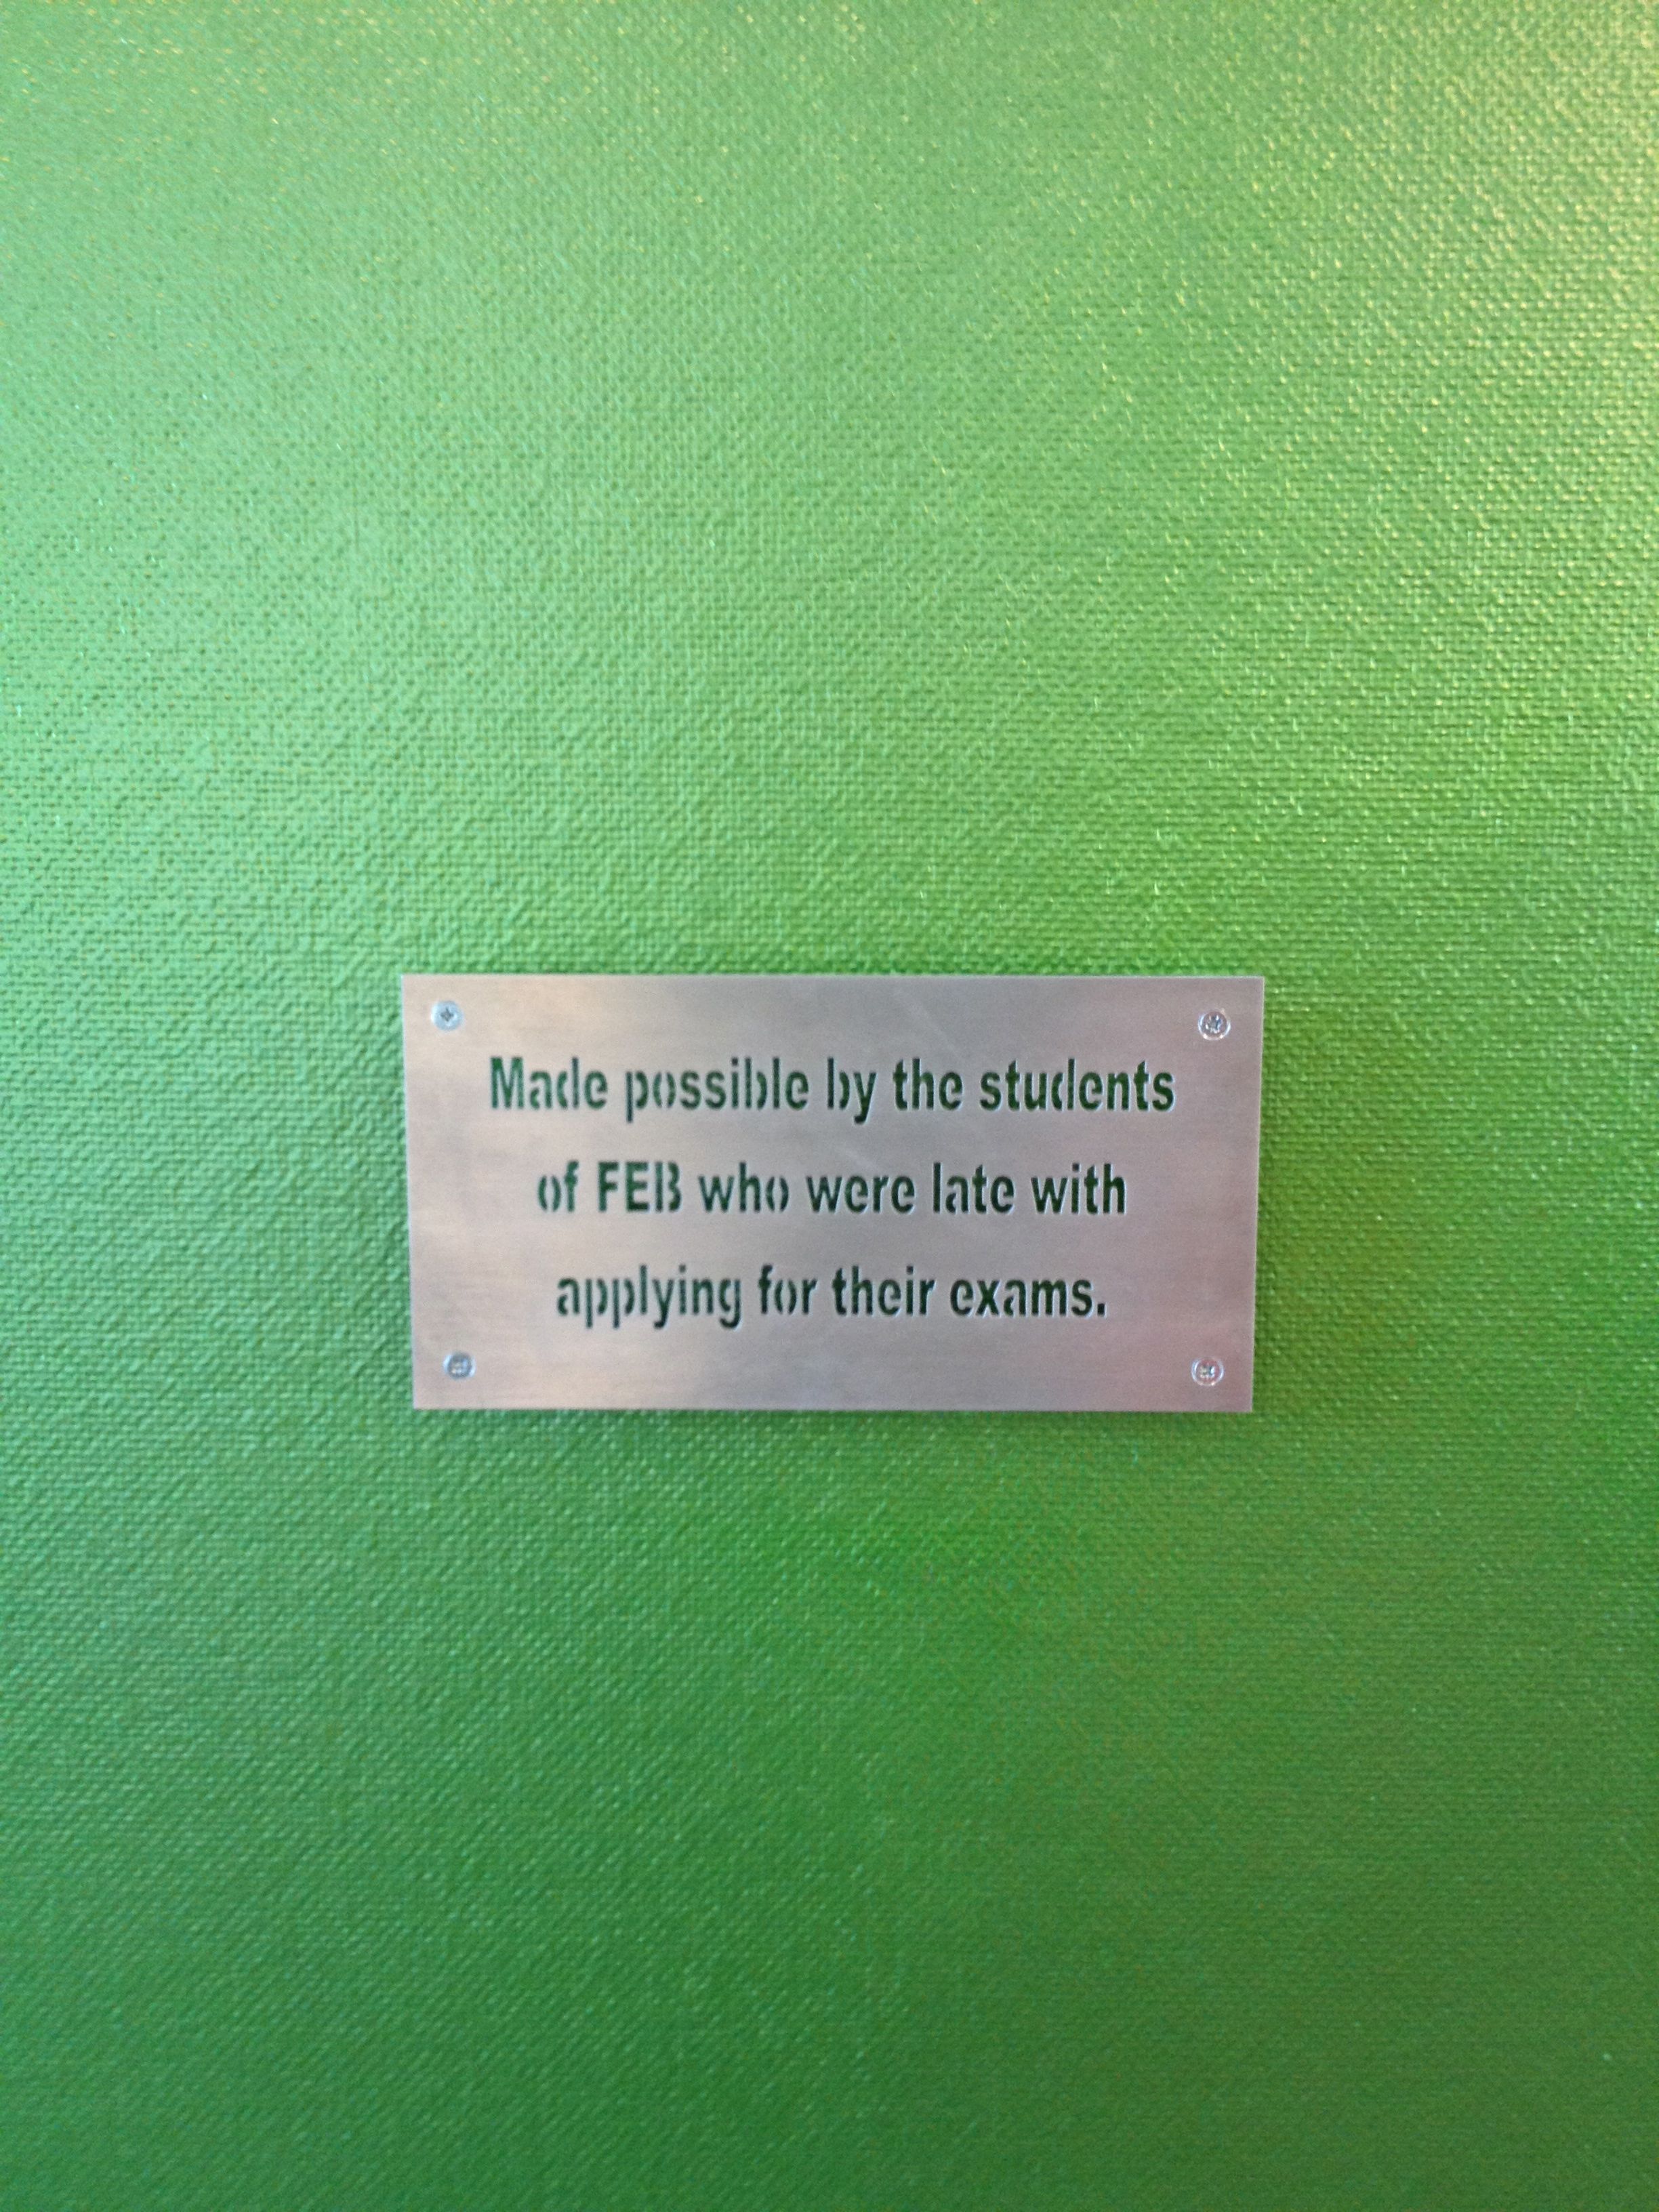 Made possible by the students
of FEB who were late with
applying for their exams.